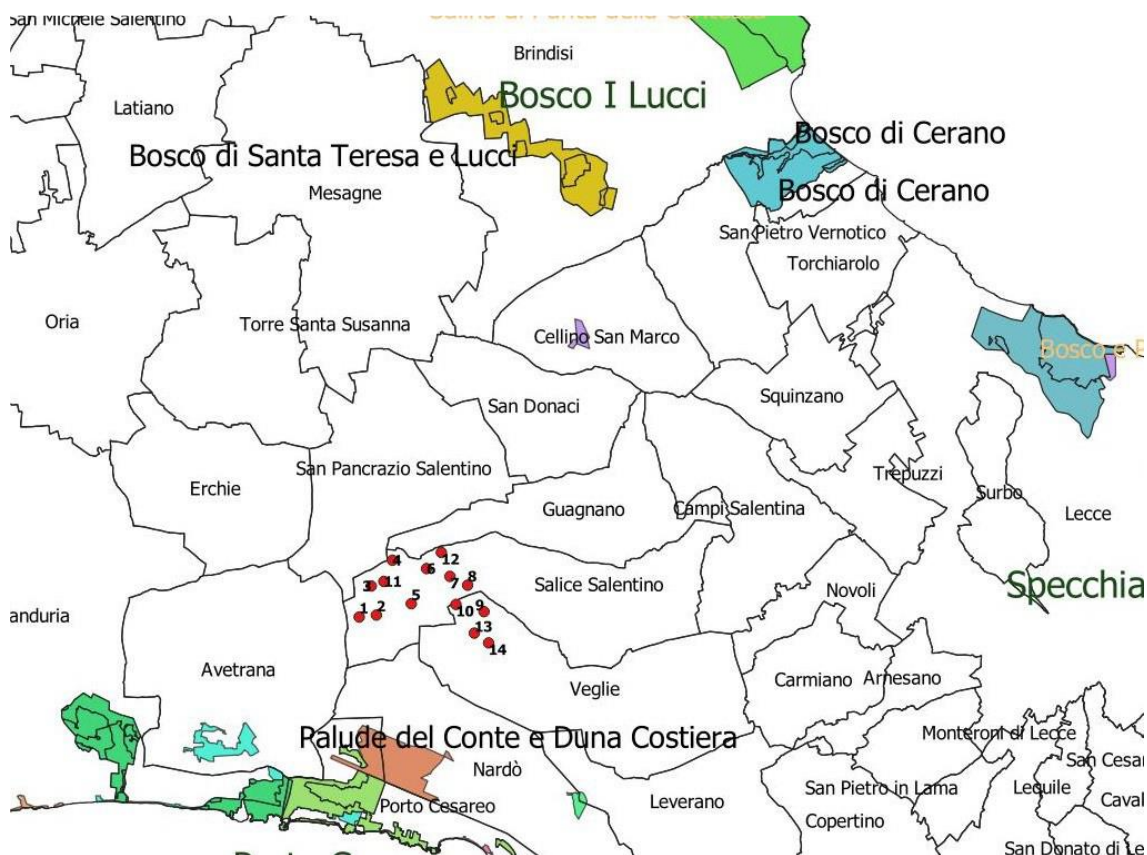 San Michele Salentino
Brindisi
Bosco I Lucci
Latiano
Bosco di Cerano
Bosco di Santa Teresa e Lucci
Mesagne
Bosco di Cerano
San Pietro Vernotico
Torchiarolo
Oria
Torre Santa Susanna
Cellino San Marco
Bosco e P
San Donaci
Squinzano
San Pancrazio Salentino
Erchie
Trepuzzi
Surbo
Guagnano
Campi Salentina
Lecce
12
4
6
11
7
8
3
Salice Salentino
Novoli
Specchia
5
10
9
1
2
anduria
13
14
Avetrana
Veglie
Carmiano
Arnesano
Palude del Conte e Duna Costiera
Monteroni di Lecce
San Cesar
Nardò
Porto Cesareo
Leverano
San Pietro in Lama
Lequile
Caval
Copertino
San Donato di Le